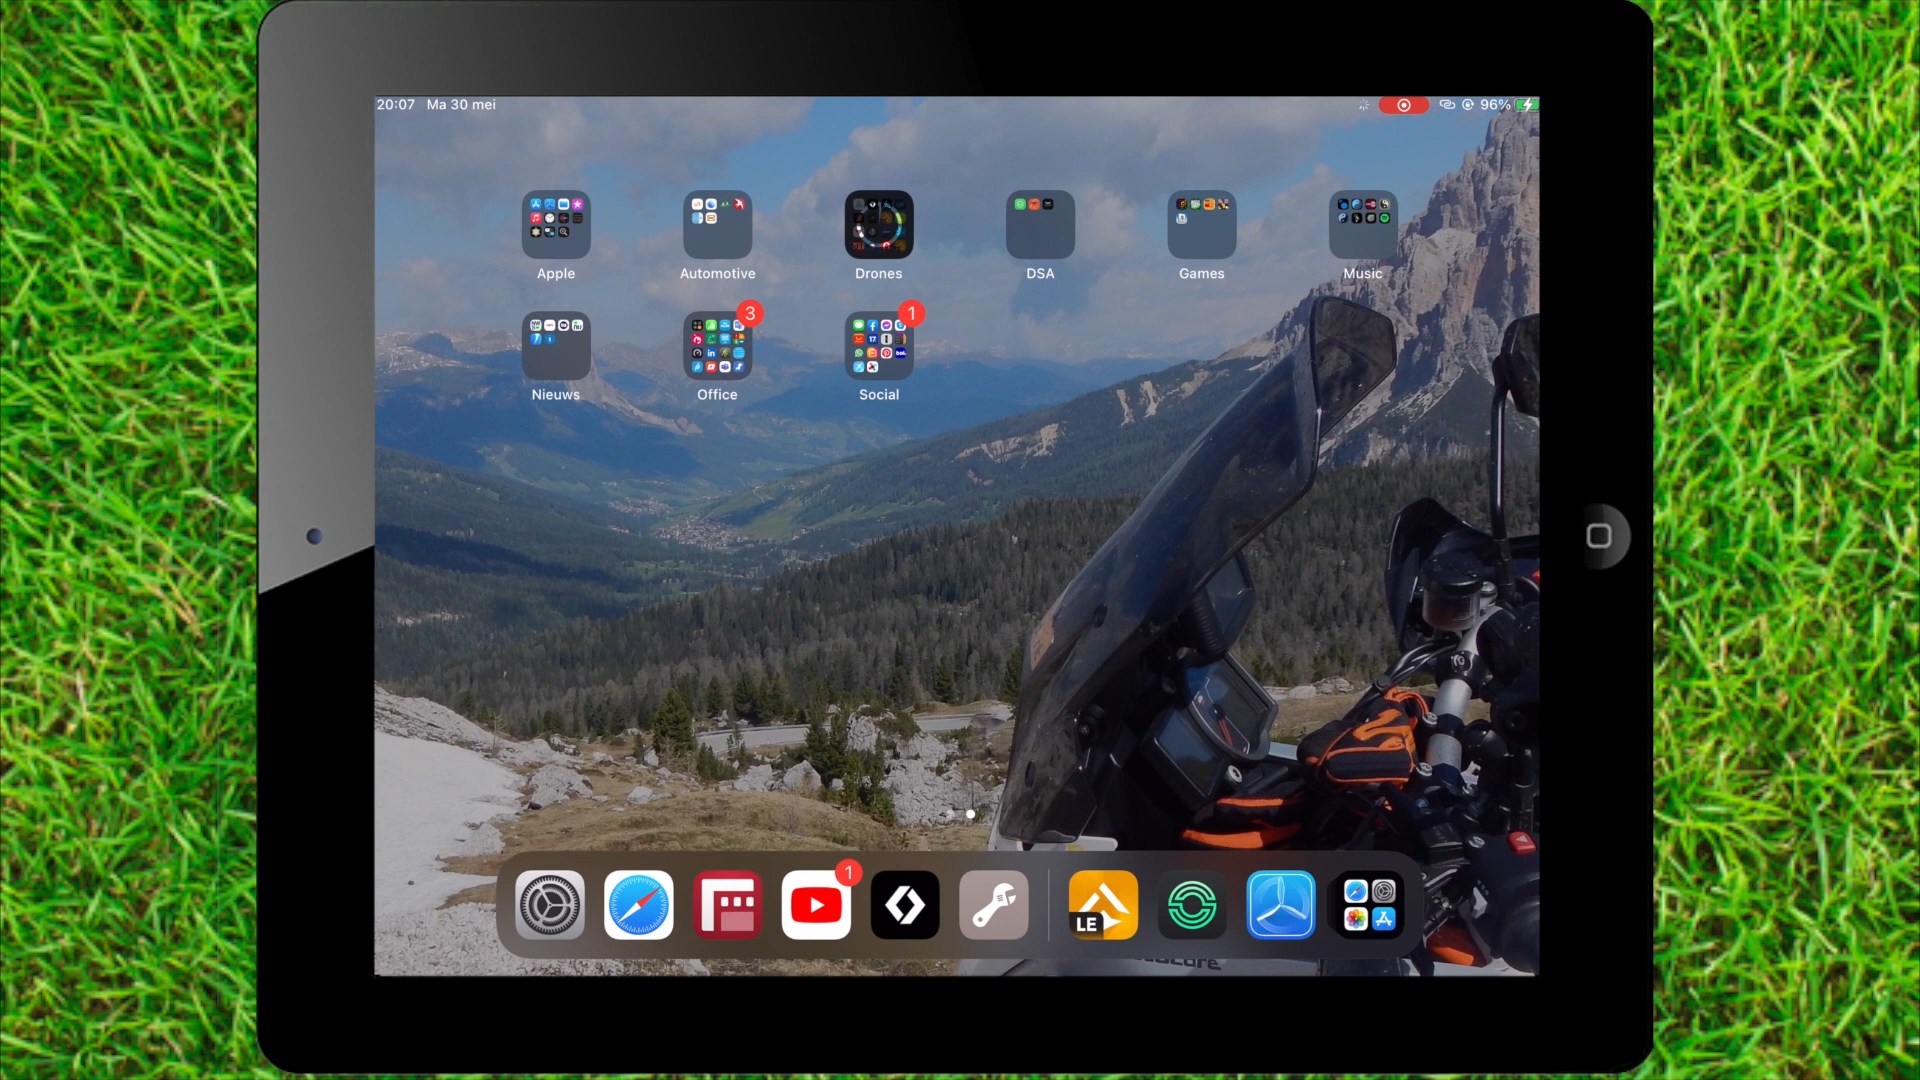 20:07 Ma 30 mei 96%
Apple Automotive Drones DSA Games Music
3 1
Nieuws Office Social
1
LE